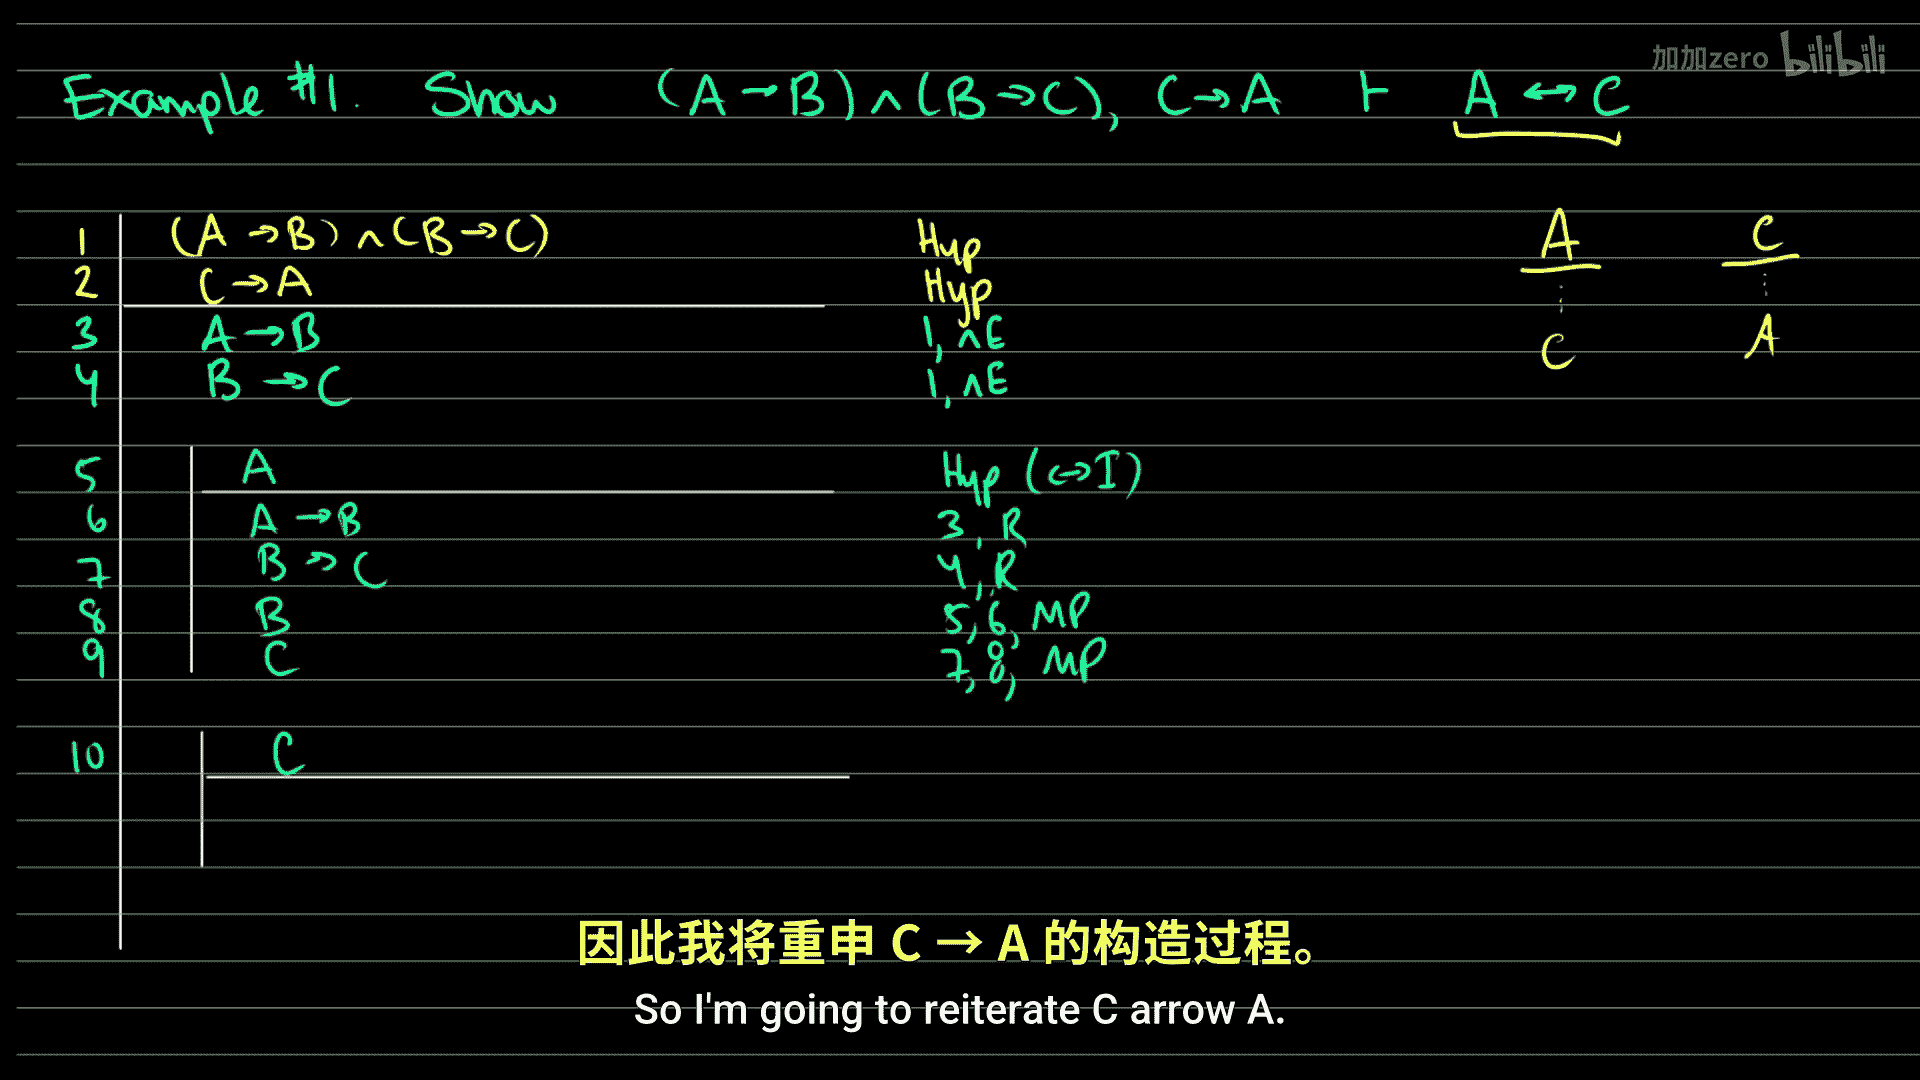 加加zero bilibili
Example #1. Show (A → B) ∧ (B → C), C → A ⊢ A ↔ C
1 (A → B) ∧ (B → C) Hyp
2 C → A Hyp
3 A → B 1, ∧E
4 B → C 1, ∧E
A C
⋮ ⋮
C A
5 A Hyp (↔I)
6 A → B 3, R
7 B → C 4, R
8 B 5, 6, MP
9 C 7, 8, MP
10 C
因此我将重申 C → A 的构造过程。
So I'm going to reiterate C arrow A.